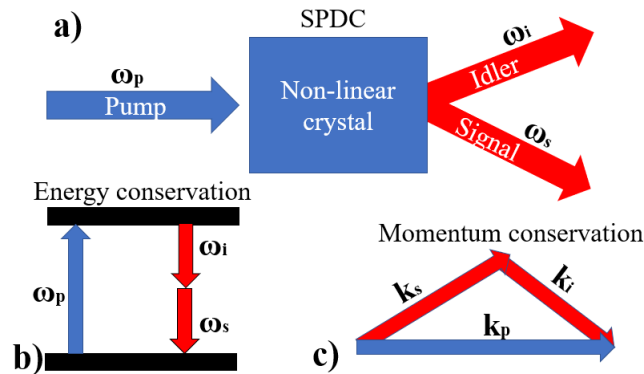 a)
SPDC
ωp
Pump
Non-linear
crystal
ωi
Idler
Signal
ωs
Energy conservation
ωi
ωp
ωs
b)
Momentum conservation
ks
ki
kp
c)